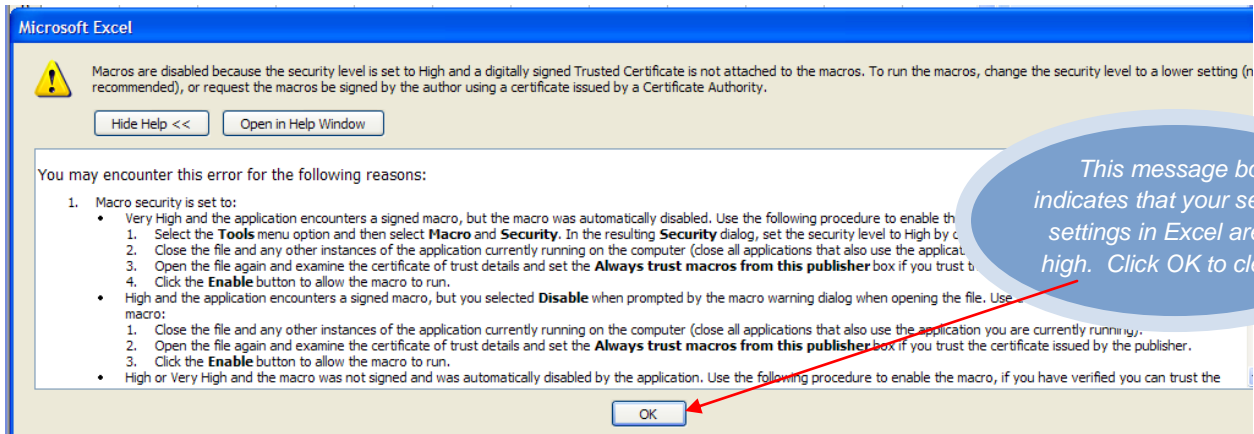 Microsoft Excel
Macros are disabled because the security level is set to High and a digitally signed Trusted Certificate is not attached to the macros. To run the macros, change the security level to a lower setting (n
recommended), or request the macros be signed by the author using a certificate issued by a Certificate Authority.
Hide Help << Open in Help Window
You may encounter this error for the following reasons:
1. Macro security is set to:
• Very High and the application encounters a signed macro, but the macro was automatically disabled. Use the following procedure to enable th
1. Select the Tools menu option and then select Macro and Security. In the resulting Security dialog, set the security level to High by c
2. Close the file and any other instances of the application currently running on the computer (close all applications that also use the applicat
3. Open the file again and examine the certificate of trust details and set the Always trust macros from this publisher box if you trust t
4. Click the Enable button to allow the macro to run.
• High and the application encounters a signed macro, but you selected Disable when prompted by the macro warning dialog when opening the file. Use
macro:
1. Close the file and any other instances of the application currently running on the computer (close all applications that also use the application you are currently running).
2. Open the file again and examine the certificate of trust details and set the Always trust macros from this publisher box if you trust the certificate issued by the publisher.
3. Click the Enable button to allow the macro to run.
• High or Very High and the macro was not signed and was automatically disabled by the application. Use the following procedure to enable the macro, if you have verified you can trust the
OK
This message bo
indicates that your se
settings in Excel are
high. Click OK to clo